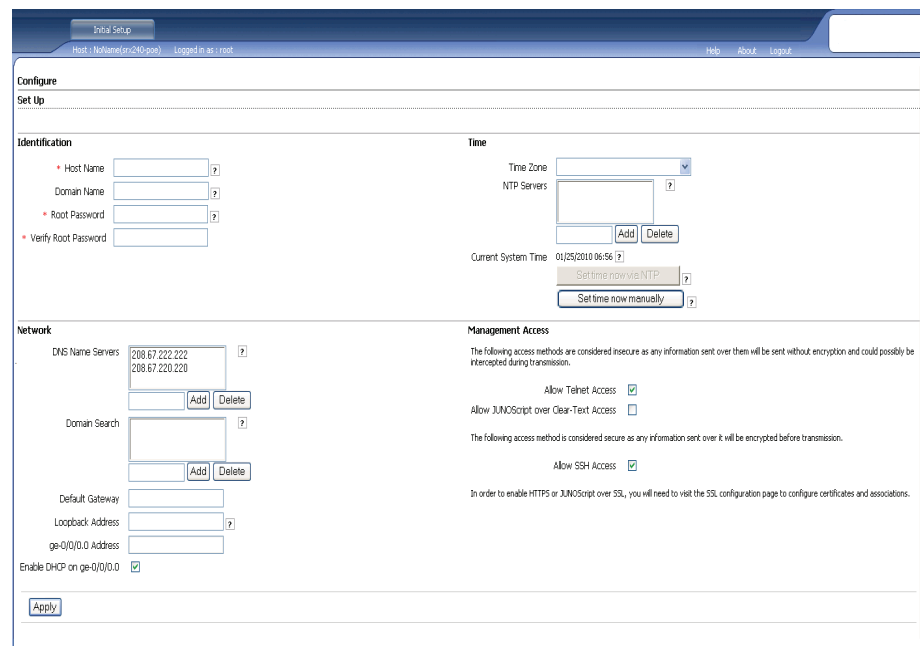 Initial Setup
Host : NoName(srx240-poe) Logged in as : root
Help About Logout
Configure
Set Up
Identification
* Host Name ?
Domain Name ?
* Root Password ?
* Verify Root Password
Time
Time Zone
NTP Servers ?
Add Delete
Current System Time 01/25/2010 06:56 ?
Set time now via NTP ?
Set time now manually ?
Network
DNS Name Servers ?
208.67.222.222
208.67.220.220
Add Delete
Domain Search ?
Add Delete
Default Gateway
Loopback Address ?
ge-0/0/0.0 Address
Enable DHCP on ge-0/0/0.0
Management Access
The following access methods are considered insecure as any information sent over them will be sent without encryption and could possibly be
intercepted during transmission.
Allow Telnet Access
Allow JUNOScript over Clear-Text Access
The following access method is considered secure as any information sent over it will be encrypted before transmission.
Allow SSH Access
In order to enable HTTPS or JUNOScript over SSL, you will need to visit the SSL configuration page to configure certificates and associations.
Apply